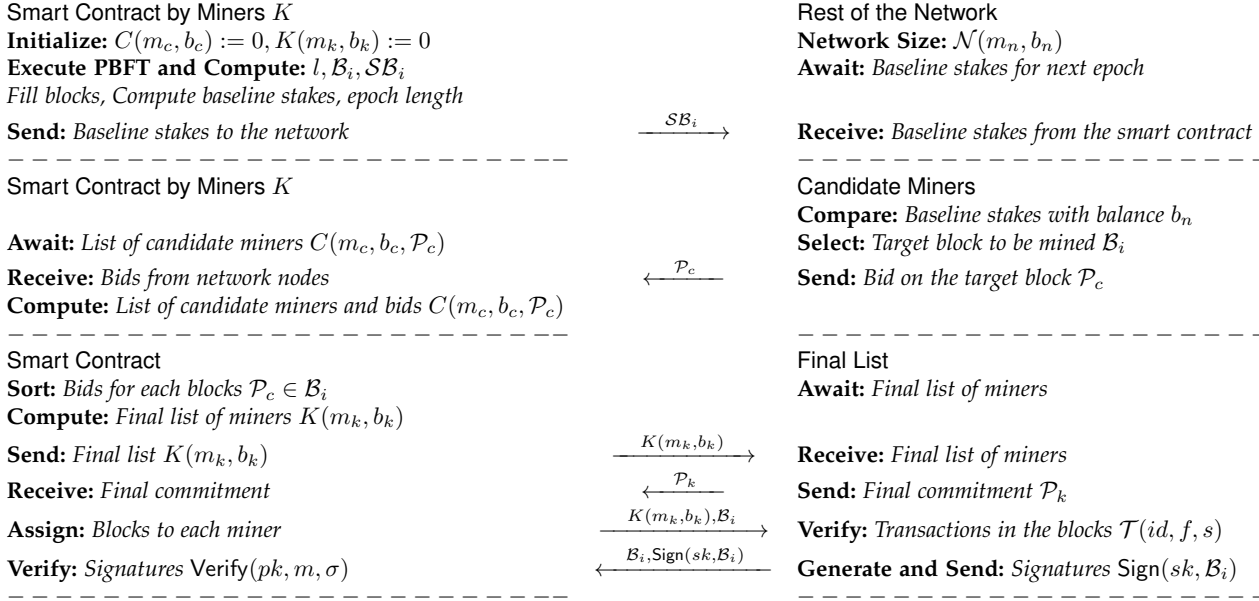 Smart Contract by Miners K Rest of the Network
Initialize: C(m_c, b_c) := 0, K(m_k, b_k) := 0 Network Size: 𝒩(m_n, b_n)
Execute PBFT and Compute: l, ℬ_i, 𝒮ℬ_i Await: Baseline stakes for next epoch
Fill blocks, Compute baseline stakes, epoch length
Send: Baseline stakes to the network 𝒮ℬ_i → Receive: Baseline stakes from the smart contract
Smart Contract by Miners K Candidate Miners
Compare: Baseline stakes with balance b_n
Await: List of candidate miners C(m_c, b_c, 𝒫_c) Select: Target block to be mined ℬ_i
Receive: Bids from network nodes 𝒫_c ← Send: Bid on the target block 𝒫_c
Compute: List of candidate miners and bids C(m_c, b_c, 𝒫_c)
Smart Contract Final List
Sort: Bids for each blocks 𝒫_c ∈ ℬ_i Await: Final list of miners
Compute: Final list of miners K(m_k, b_k)
Send: Final list K(m_k, b_k) K(m_k,b_k) → Receive: Final list of miners
Receive: Final commitment 𝒫_k ← Send: Final commitment 𝒫_k
Assign: Blocks to each miner K(m_k,b_k),ℬ_i → Verify: Transactions in the blocks 𝒯(id, f, s)
Verify: Signatures Verify(pk, m, σ) ℬ_i,Sign(sk,ℬ_i) ← Generate and Send: Signatures Sign(sk, ℬ_i)